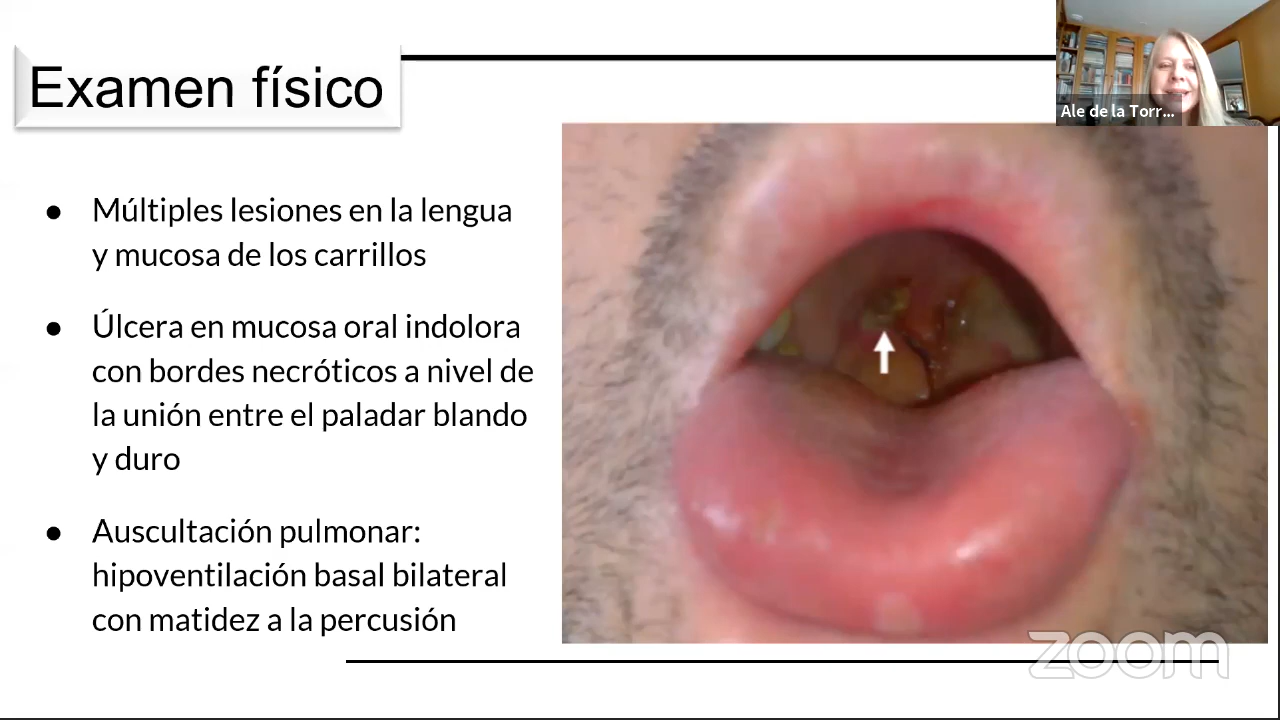 Examen físico
Ale de la Torr...
● Múltiples lesiones en la lengua
y mucosa de los carrillos
● Úlcera en mucosa oral indolora
con bordes necróticos a nivel de
la unión entre el paladar blando
y duro
● Auscultación pulmonar:
hipoventilación basal bilateral
con matidez a la percusión
zoom